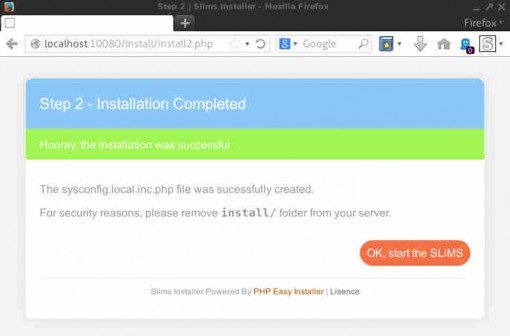 Step 2 | Slims Installer - Mozilla Firefox
Firefox
localhost:10080/install/install2.php
Google
Step 2 - Installation Completed
Hooray, the installation was successful
The sysconfig.local.inc.php file was sucessfully created.
For security reasons, please remove install/ folder from your server.
OK, start the SLiMS
Slims Installer Powered By PHP Easy Installer | Lisence